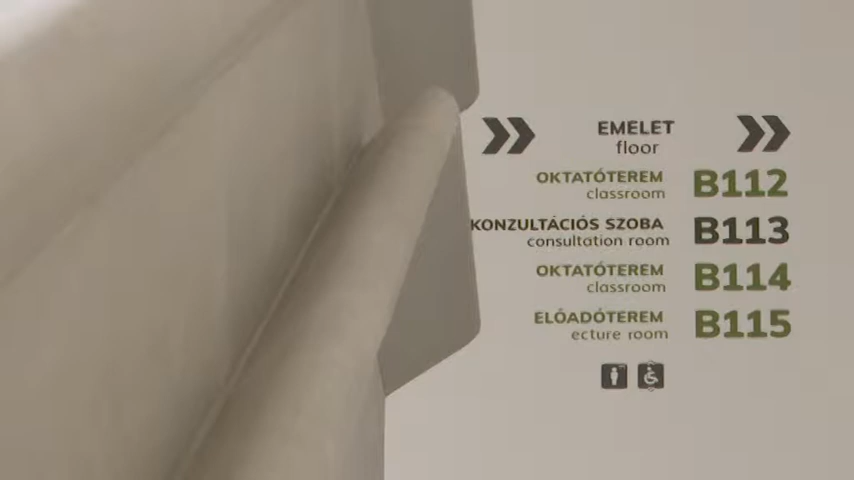 EMELET
floor
OKTATÓTEREM B112
classroom
KONZULTÁCIÓS SZOBA B113
consultation room
OKTATÓTEREM B114
classroom
ELŐADÓTEREM B115
ecture room